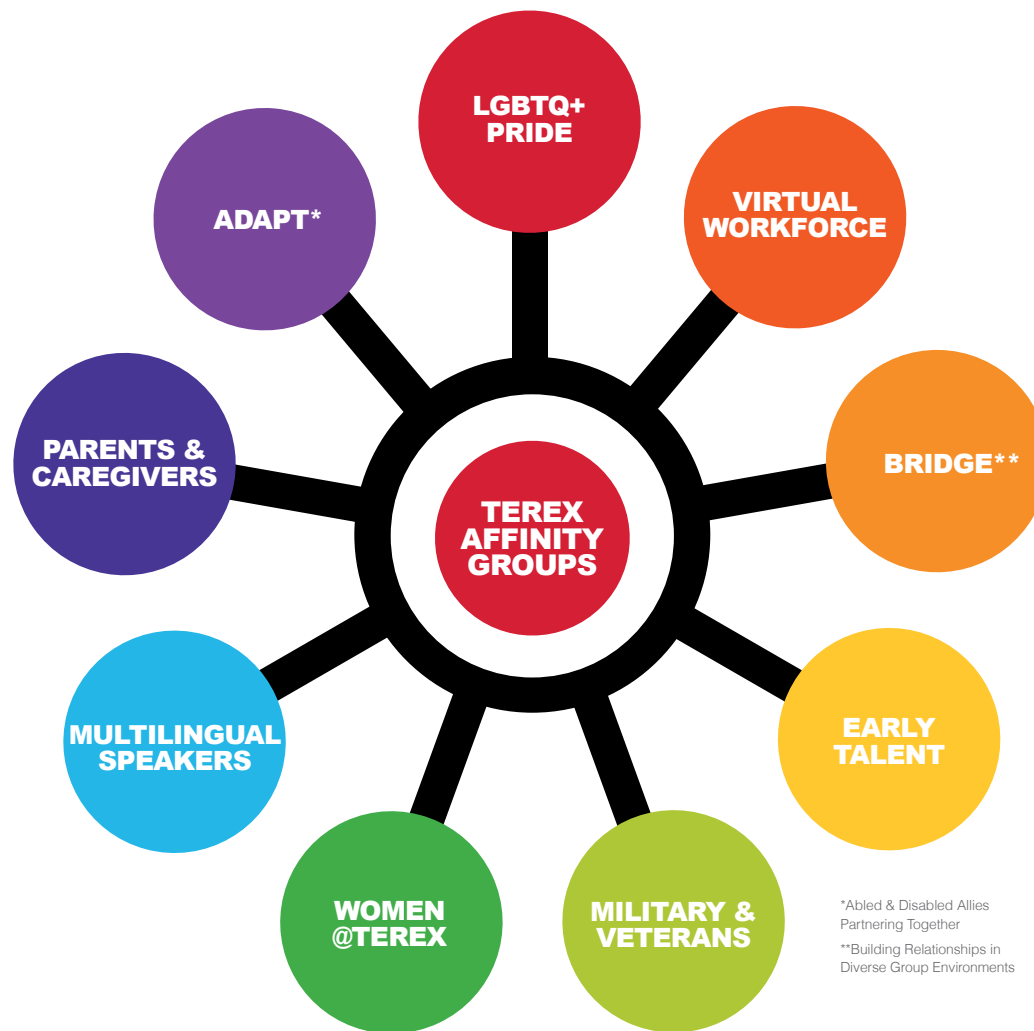 LGBTQ+
PRIDE
VIRTUAL
WORKFORCE
ADAPT*
BRIDGE**
PARENTS &
CAREGIVERS
TEREX
AFFINITY
GROUPS
EARLY
TALENT
MULTILINGUAL
SPEAKERS
WOMEN
@TEREX
MILITARY &
VETERANS
*Abled & Disabled Allies
Partnering Together
**Building Relationships in
Diverse Group Environments